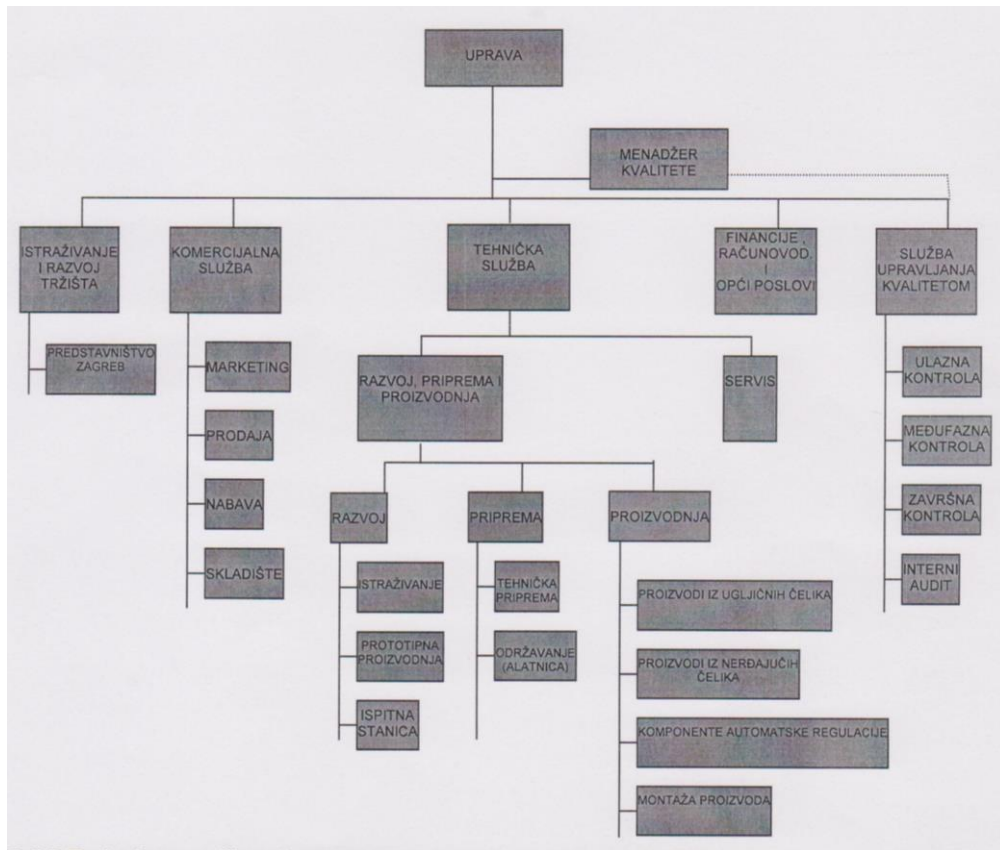 UPRAVA
MENADŽER
KVALITETE
ISTRAŽIVANJE
I RAZVOJ
TRŽIŠTA
KOMERCIJALNA
SLUŽBA
TEHNIČKA
SLUŽBA
FINANCIJE ,
RAČUNOVOD.
I
OPĆI POSLOVI
SLUŽBA
UPRAVLJANJA
KVALITETOM
PREDSTAVNIŠTVO
ZAGREB
MARKETING
PRODAJA
NABAVA
SKLADIŠTE
RAZVOJ, PRIPREMA I
PROIZVODNJA
SERVIS
ULAZNA
KONTROLA
MEĐUFAZNA
KONTROLA
ZAVRŠNA
KONTROLA
INTERNI
AUDIT
RAZVOJ
PRIPREMA
PROIZVODNJA
ISTRAŽIVANJE
PROTOTIPNA
PROIZVODNJA
ISPITNA
STANICA
TEHNIČKA
PRIPREMA
ODRŽAVANJE
(ALATNICA)
PROIZVODI IZ UGLJIČNIH ČELIKA
PROIZVODI IZ NERĐAJUČIH
ČELIKA
KOMPONENTE AUTOMATSKE REGULACIJE
MONTAŽA PROIZVODA